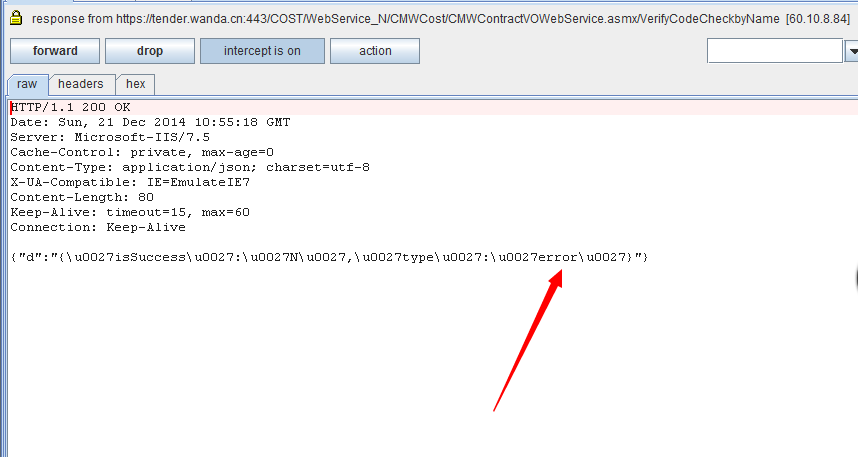 response from https://tender.wanda.cn:443/COST/WebService_N/CMWCost/CMWContractVOWebService.asmx/VerifyCodeCheckbyName [60.10.8.84]
forward drop intercept is on action
raw headers hex
HTTP/1.1 200 OK
Date: Sun, 21 Dec 2014 10:55:18 GMT
Server: Microsoft-IIS/7.5
Cache-Control: private, max-age=0
Content-Type: application/json; charset=utf-8
X-UA-Compatible: IE=EmulateIE7
Content-Length: 80
Keep-Alive: timeout=15, max=60
Connection: Keep-Alive
{"d":"{\u0027isSuccess\u0027:\u0027N\u0027,\u0027type\u0027:\u0027error\u0027}"}